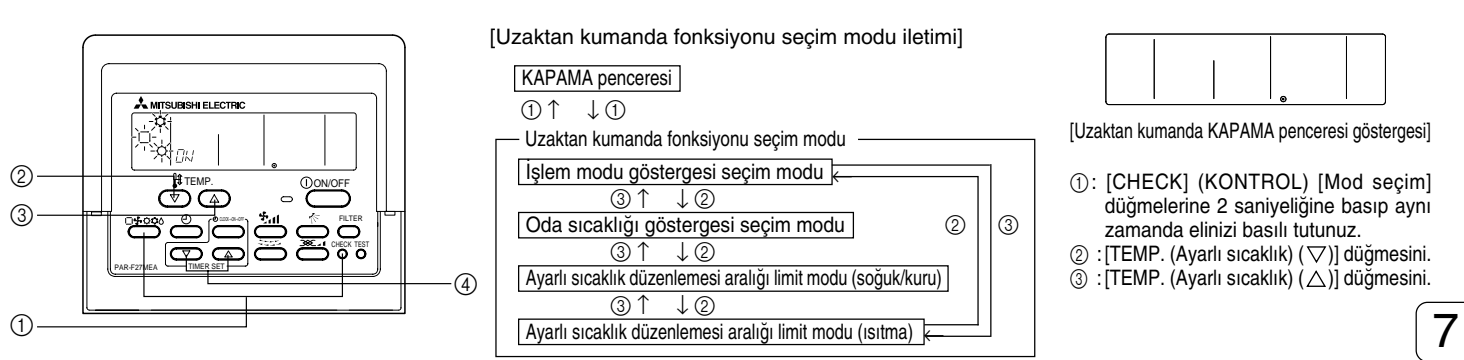 MITSUBISHI ELECTRIC
ON
②
TEMP.
ON/OFF
③
CLOCK→ON→OFF
FILTER
CHECK TEST
PAR-F27MEA
TIMER SET
④
①
[Uzaktan kumanda fonksiyonu seçim modu iletimi]
KAPAMA penceresi
①↑ ↓①
Uzaktan kumanda fonksiyonu seçim modu
İşlem modu göstergesi seçim modu
③↑ ↓②
Oda sıcaklığı göstergesi seçim modu
② ③
③↑ ↓②
Ayarlı sıcaklık düzenlemesi aralığı limit modu (soğuk/kuru)
③↑ ↓②
Ayarlı sıcaklık düzenlemesi aralığı limit modu (ısıtma)
[Uzaktan kumanda KAPAMA penceresi göstergesi]
①: [CHECK] (KONTROL) [Mod seçim]
düğmelerine 2 saniyeliğine basıp aynı
zamanda elinizi basılı tutunuz.
② :[TEMP. (Ayarlı sıcaklık) (▽)] düğmesini.
③ :[TEMP. (Ayarlı sıcaklık) (△)] düğmesini.
7